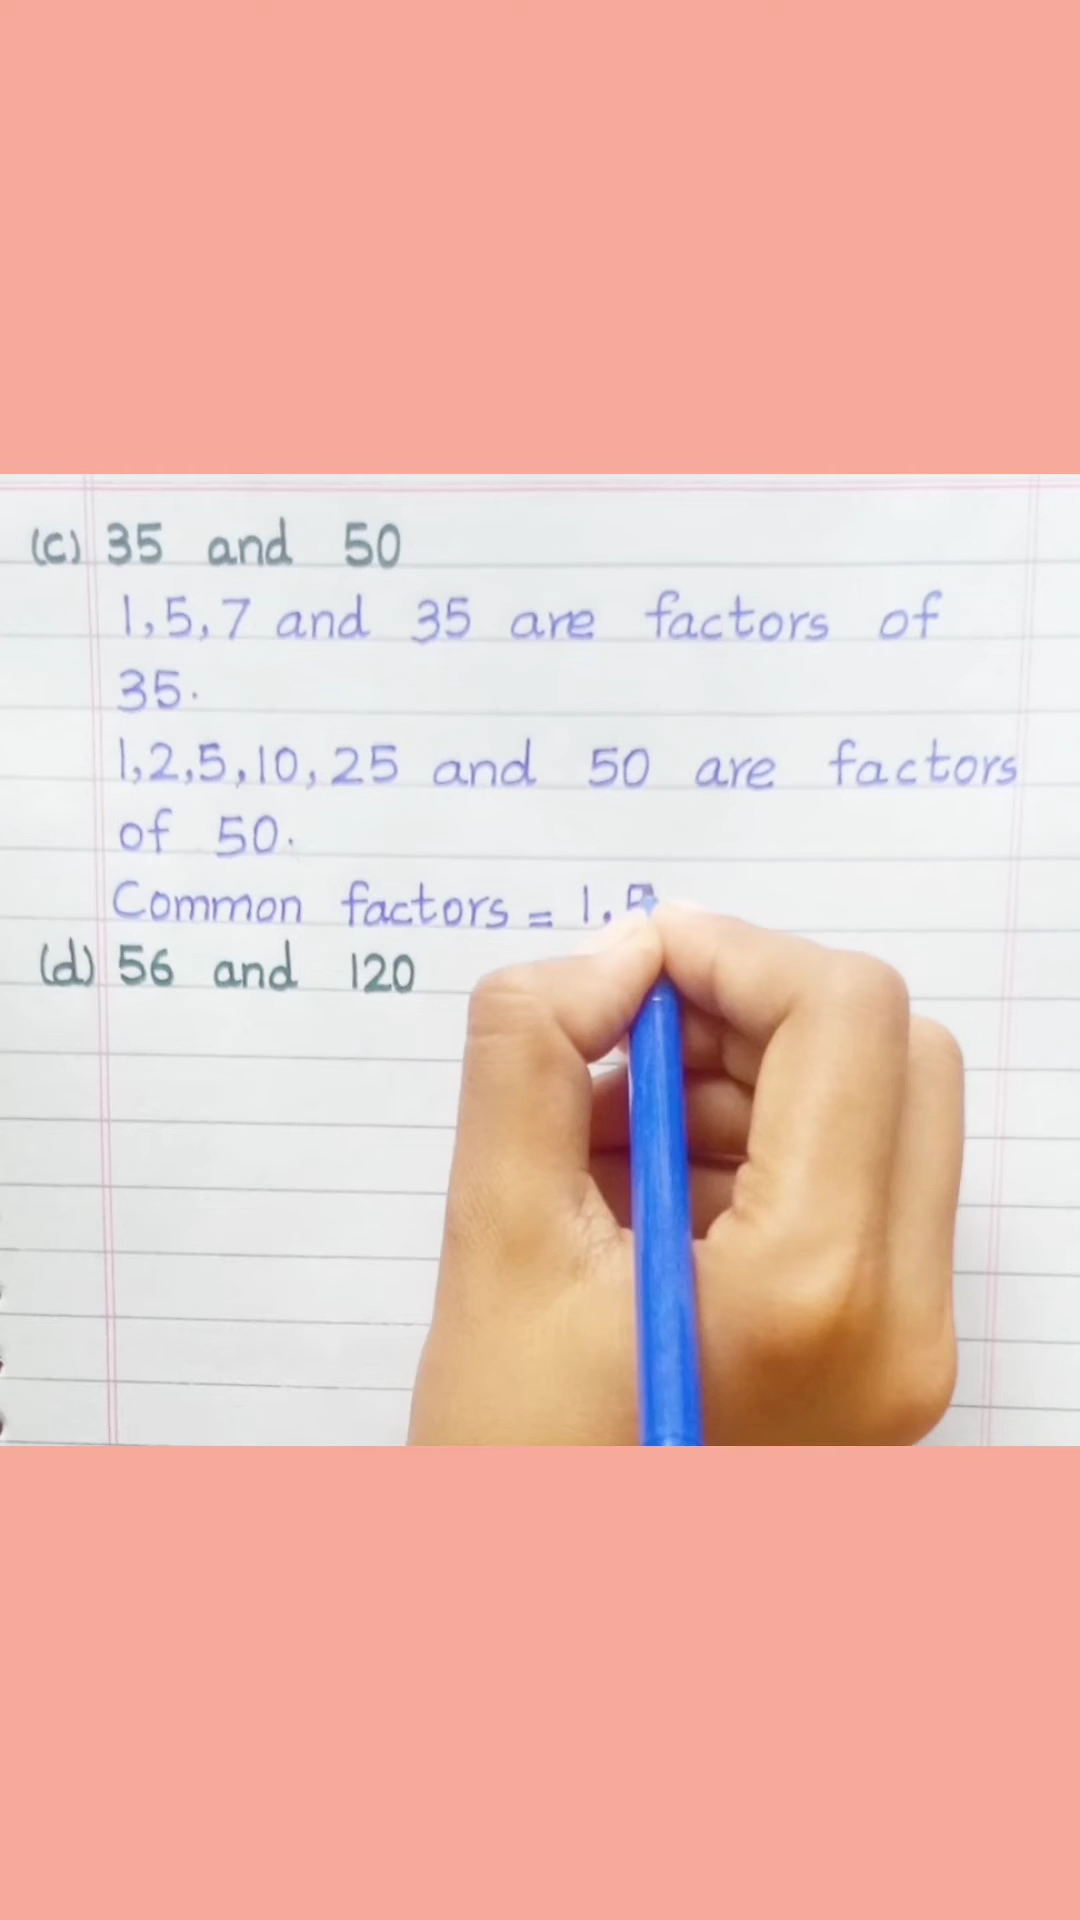 (c) 35 and 50
1,5,7 and 35 are factors of
35.
1,2,5,10,25 and 50 are factors
of 50.
Common factors = 1,5
(d) 56 and 120